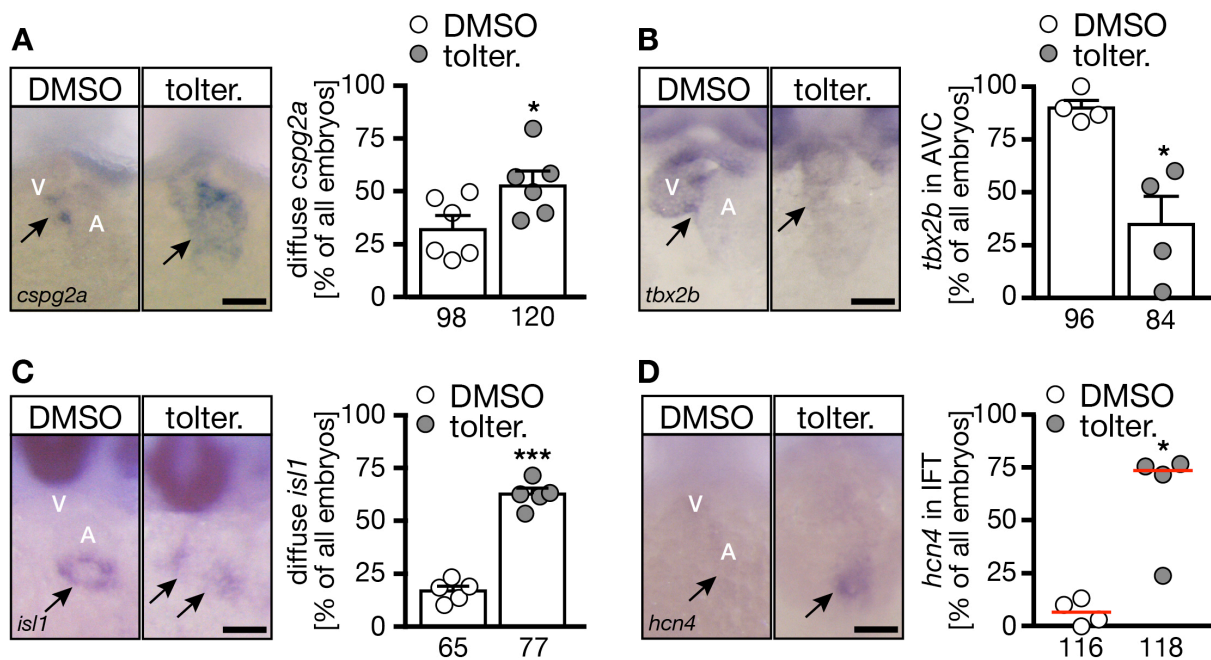 A
DMSO
tolter.
V
A
cspg2a
DMSO
tolter.
diffuse cspg2a
[% of all embryos]
100
75
50
25
0
*
98
120
B
DMSO
tolter.
V
A
tbx2b
DMSO
tolter.
tbx2b in AVC
[% of all embryos]
100
75
50
25
0
*
96
84
C
DMSO
tolter.
V
A
isl1
DMSO
tolter.
diffuse isl1
[% of all embryos]
100
75
50
25
0
***
65
77
D
DMSO
tolter.
V
A
hcn4
DMSO
tolter.
hcn4 in IFT
[% of all embryos]
100
75
50
25
0
*
116
118